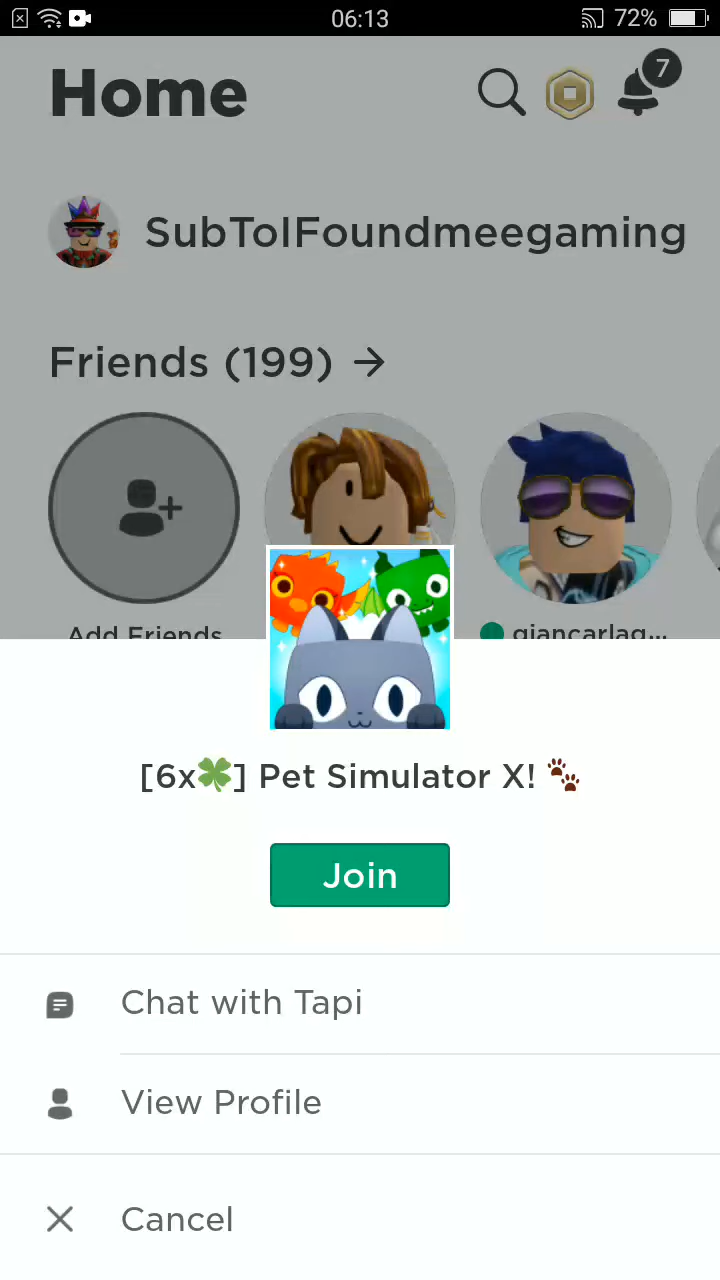 06:13
72%
Home
7
SubToIFoundmeegaming
Friends (199) →
Add Friends
giancarlag...
[6x🍀] Pet Simulator X! 🐾
Join
Chat with Tapi
View Profile
Cancel